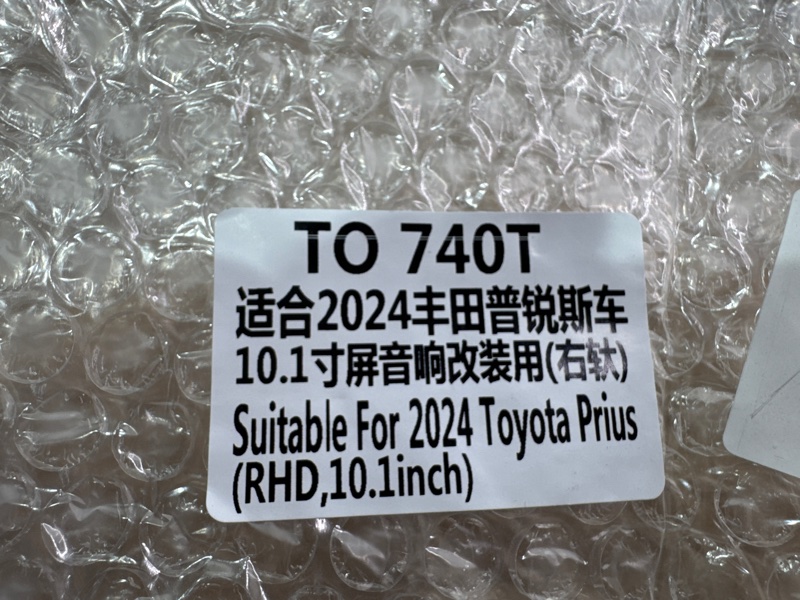 TO 740T
适合2024丰田普锐斯车
10.1寸屏音响改装用(右轪)
Suitable For 2024 Toyota Prius
(RHD,10.1inch)